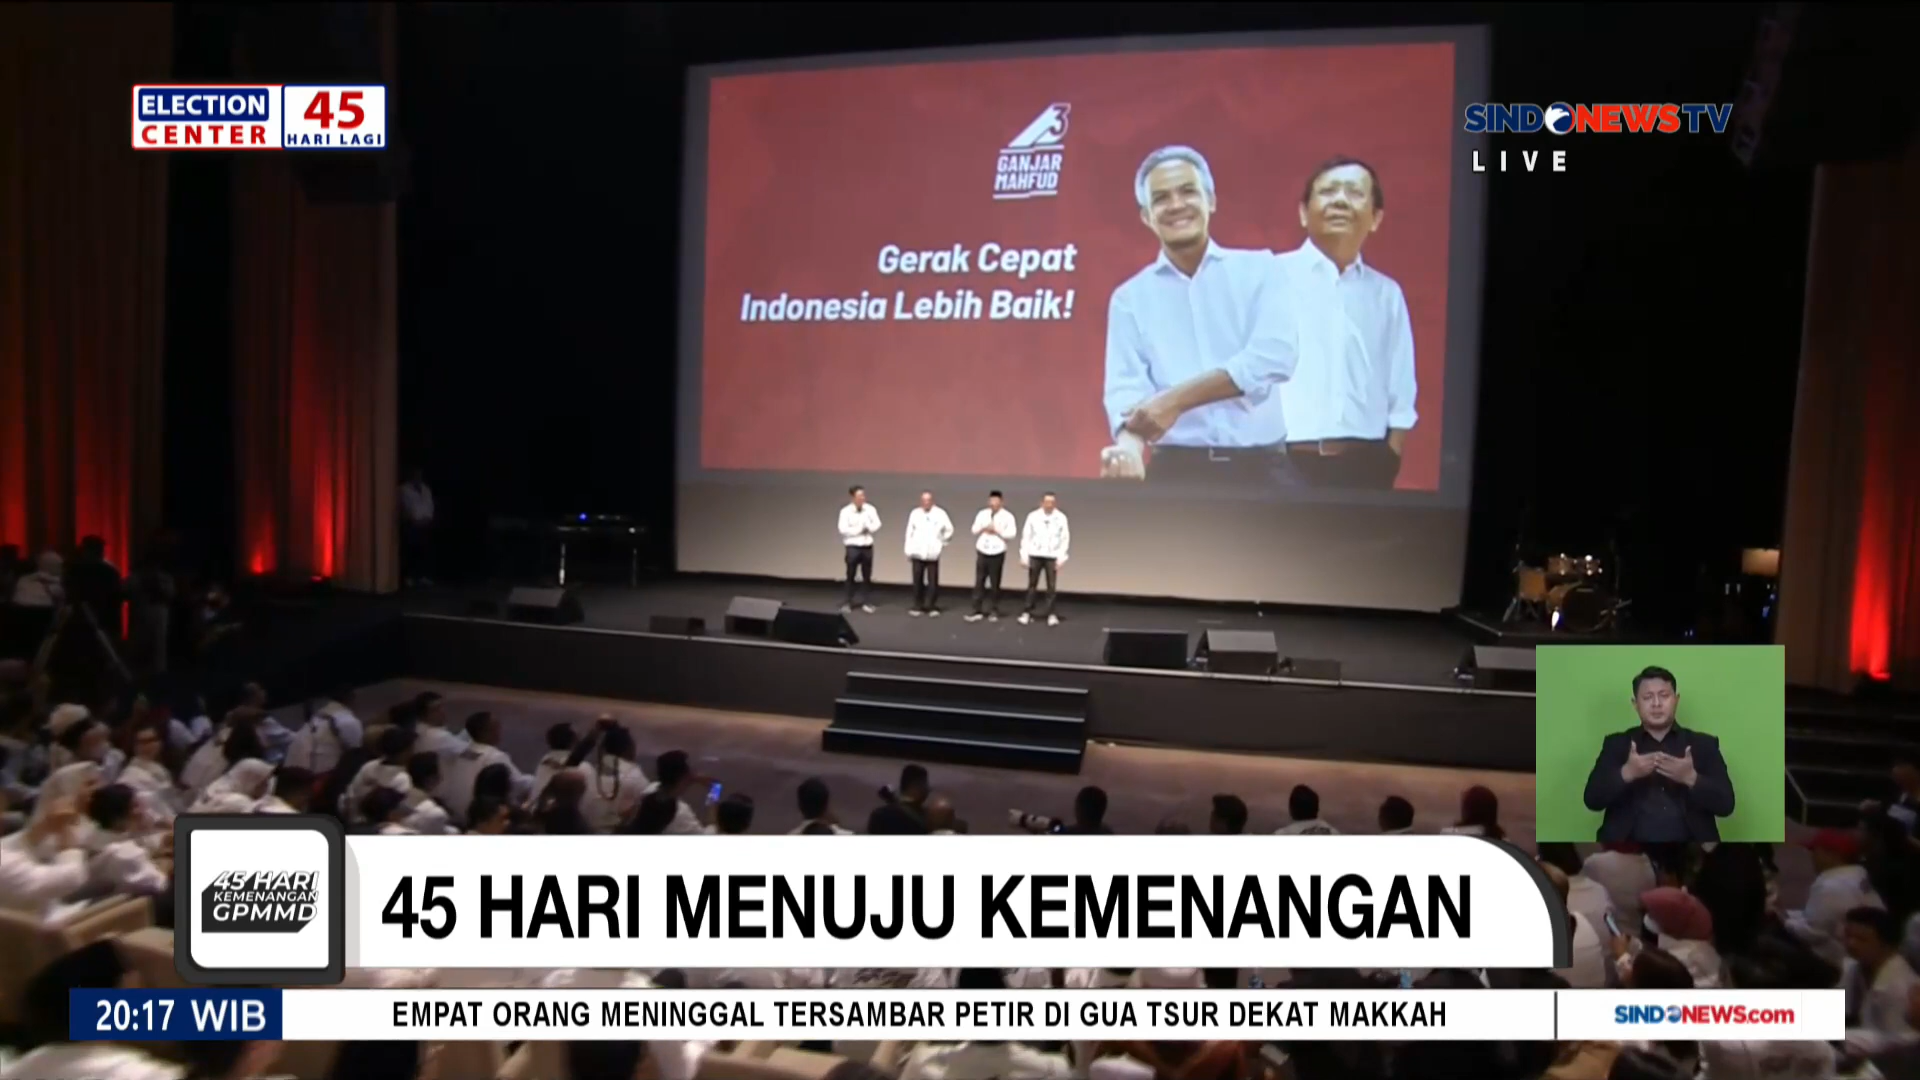 ELECTION
CENTER
45
HARI LAGI
SINDONEWSTV
LIVE
3
GANJAR
MAHFUD
Gerak Cepat
Indonesia Lebih Baik!
45 HARI
KEMENANGAN
GPMMD
45 HARI MENUJU KEMENANGAN
20:17 WIB
EMPAT ORANG MENINGGAL TERSAMBAR PETIR DI GUA TSUR DEKAT MAKKAH
SINDONEWS.com